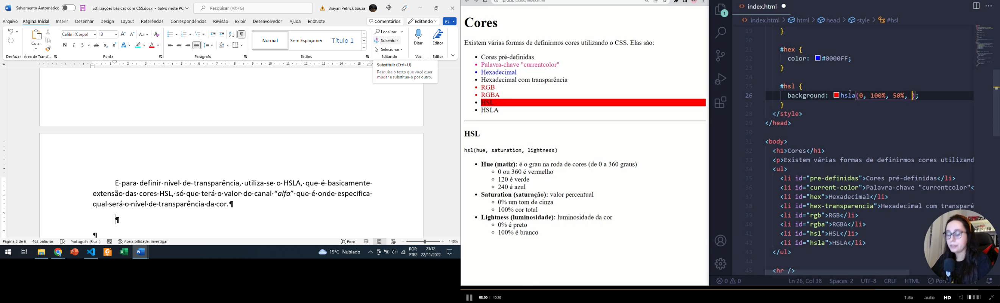 Salvamento Automático
Estilizações básicas com CSS.docx • Salvo neste PC
Pesquisar (Alt+G)
Brayan Petrick Souza
Arquivo Página Inicial Inserir Desenhar Design Layout Referências Correspondências Revisão Exibir Desenvolvedor Ajuda EndNote
Comentários
Editando
Colar
Calibri (Corpo) 13
Normal
Sem Espaçamer
Título 1
Localizar
Substituir
Selecionar
Ditar
Editor
Desfazer Área de Transf... Fonte Parágrafo Estilos Editando Voz Editor
Substituir (Ctrl+U)
Pesquise o texto que você quer
mudar e substitua-o por outro.
E·para·definir·nível·de·transparência,·utiliza-se·o·HSLA,·que·é·basicamente·
extensão·das·cores·HSL,·só·que·terá·o·valor·do·canal·“alfa”·que·é·onde·especifica·
qual·será·o·nível·de·transparência·da·cor.¶
¶
¶
Página 5 de 6 462 palavras Português (Brasil) Acessibilidade: investigar
Foco
140%
19°C Nublado
POR
PTB2
23:12
22/11/2022
127.0.0.1:5500/index.html
Cores
Existem várias formas de definirmos cores utilizando o CSS. Elas são:
• Cores pré-definidas
• Palavra-chave "currentcolor"
• Hexadecimal
• Hexadecimal com transparência
• RGB
• RGBA
• HSL
• HSLA
HSL
hsl(hue, saturation, lightness)
• Hue (matiz): é o grau na roda de cores (de 0 a 360 graus)
0 ou 360 é vermelho
120 é verde
240 é azul
• Saturation (saturação): valor percentual
0% um tom de cinza
100% cor total
• Lightness (luminosidade): luminosidade da cor
0% é preto
100% é branco
1
index.html
index.html > html > head > style > #hsl
19 }
20
21 #hex {
22 color: #0000FF;
23 }
24
25 #hsl {
26 background: hsla(0, 100%, 50%, );
27 }
28 </style>
29 </head>
30
31 <body>
32 <h1>Cores</h1>
33 <p>Existem várias formas de definirmos cores utilizand
34 <ul>
35 <li id="pre-definidas">Cores pré-definidas</li>
36 <li id="current-color">Palavra-chave "currentcolor"<
37 <li id="hex">Hexadecimal</li>
38 <li id="hex-transparencia">Hexadecimal com transparê
39 <li id="rgb">RGB</li>
40 <li id="rgba">RGBA</li>
41 <li id="hsl">HSL</li>
42 <li id="hsla">HSLA</li>
43 </ul>
44
45 <hr />
0 0 Ln 26, Col 38 Spaces: 2 UTF-8 CRLF HTML
08:00 | 10:25
1.5x auto HD